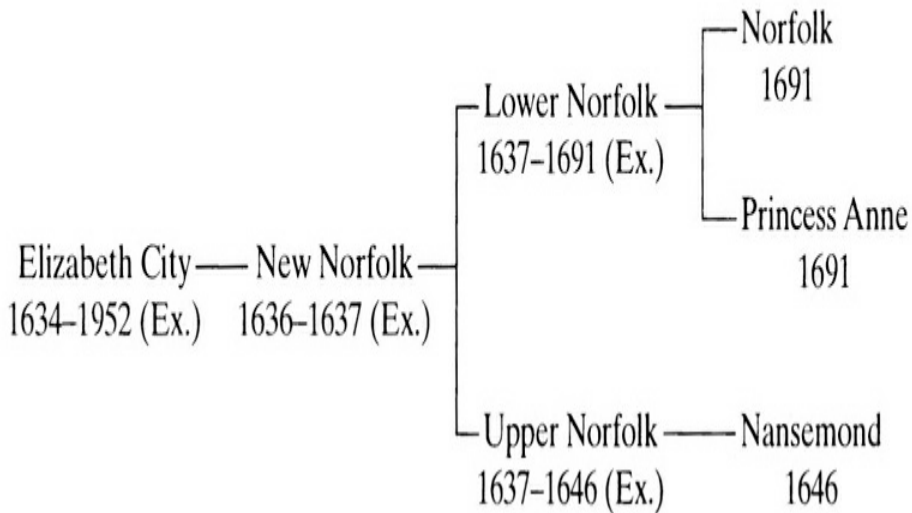 Norfolk
1691
Lower Norfolk
1637–1691 (Ex.)
Princess Anne
1691
Elizabeth City
1634–1952 (Ex.)
New Norfolk
1636–1637 (Ex.)
Upper Norfolk
1637–1646 (Ex.)
Nansemond
1646